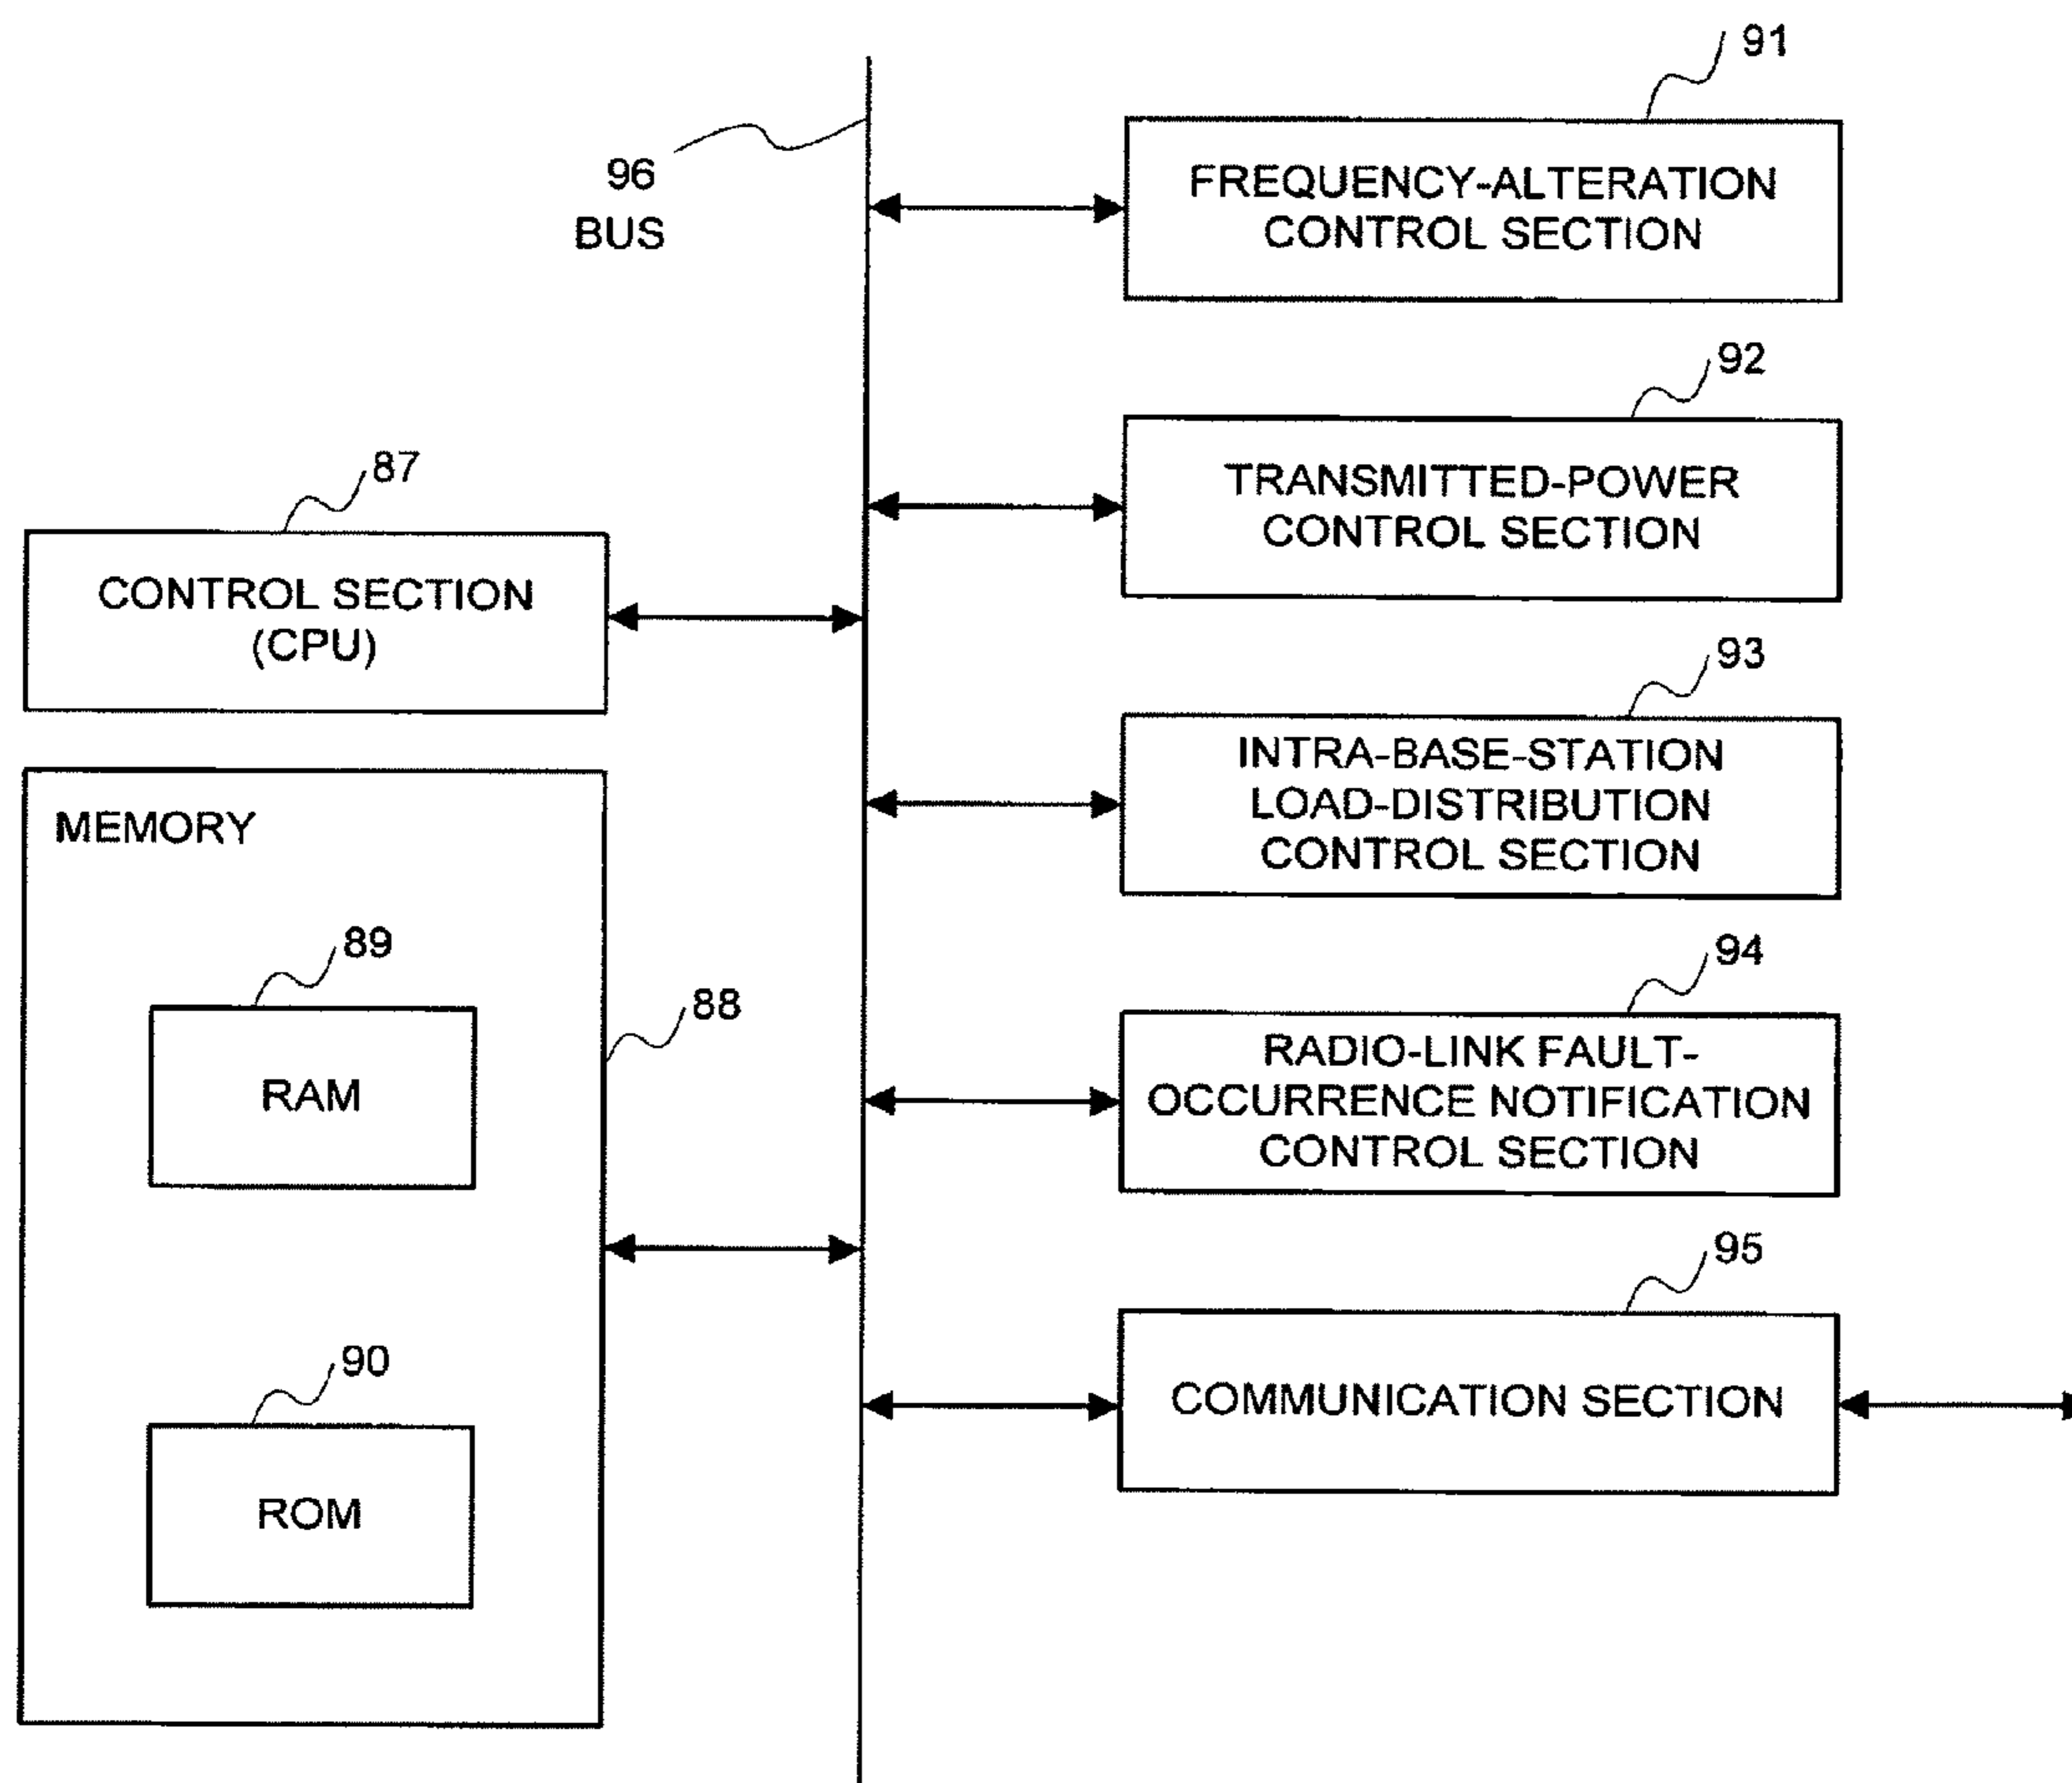 91
96
BUS
FREQUENCY-ALTERATION
CONTROL SECTION
92
TRANSMITTED-POWER
CONTROL SECTION
87
CONTROL SECTION
(CPU)
93
INTRA-BASE-STATION
LOAD-DISTRIBUTION
CONTROL SECTION
MEMORY
89
RAM
88
94
RADIO-LINK FAULT-
OCCURRENCE NOTIFICATION
CONTROL SECTION
95
COMMUNICATION SECTION
90
ROM